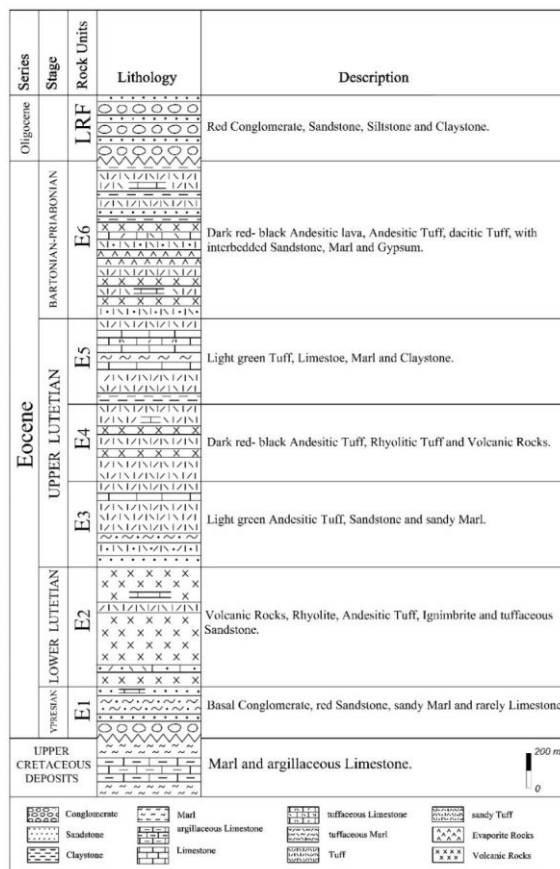 Series
Stage
Rock Units
Lithology
Description
Oligocene
LRF
Red Conglomerate, Sandstone, Siltstone and Claystone.
Eocene
BARTONIAN-PRIABONIAN
E6
Dark red- black Andesitic lava, Andesitic Tuff, dacitic Tuff, with
interbedded Sandstone, Marl and Gypsum.
UPPER LUTETIAN
E5
Light green Tuff, Limestoe, Marl and Claystone.
E4
Dark red- black Andesitic Tuff, Rhyolitic Tuff and Volcanic Rocks.
E3
Light green Andesitic Tuff, Sandstone and sandy Marl.
LOWER LUTETIAN
E2
Volcanic Rocks, Rhyolite, Andesitic Tuff, Ignimbrite and tuffaceous
Sandstone.
YPRESIAN
E1
Basal Conglomerate, red Sandstone, sandy Marl and rarely Limestone
UPPER
CRETACEOUS
DEPOSITS
Marl and argillaceous Limestone.
200 m
0
Conglomerate
Sandstone
Claystone
Marl
argillaceous Limestone
Limestone
tuffaceous Limestone
tuffaceous Marl
Tuff
sandy Tuff
Evaporite Rocks
Volcanic Rocks